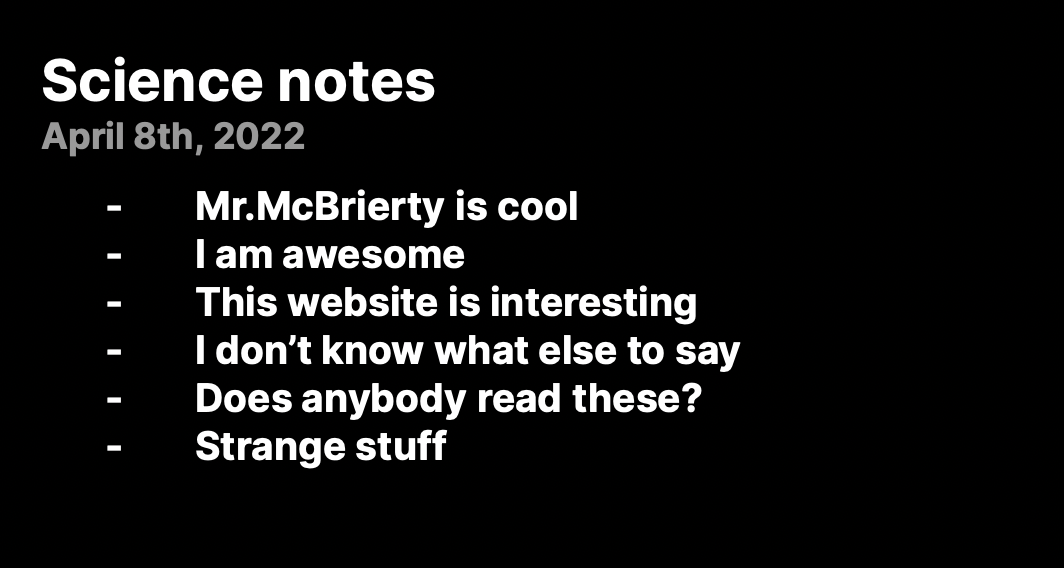 Science notes
April 8th, 2022
- Mr.McBrierty is cool
- I am awesome
- This website is interesting
- I don’t know what else to say
- Does anybody read these?
- Strange stuff